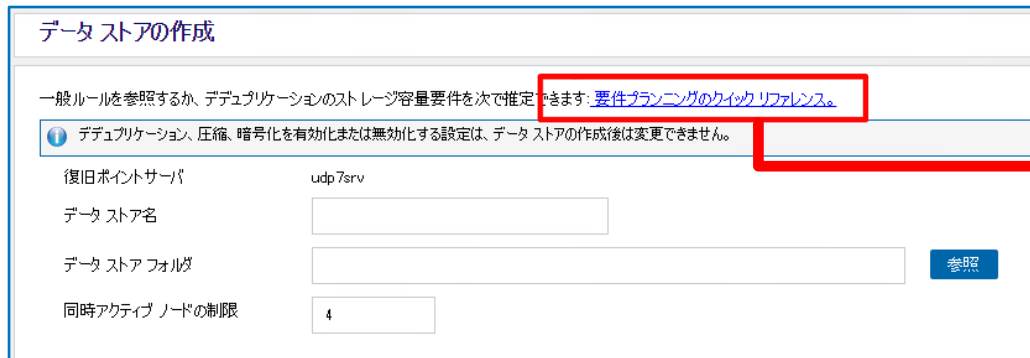 データ ストアの作成
一般ルールを参照するか、デデュプリケーションのストレージ容量要件を次で推定できます: 要件プランニングのクイック リファレンス。
デデュプリケーション、圧縮、暗号化を有効化または無効化する設定は、データ ストアの作成後は変更できません。
復旧ポイントサーバ udp7srv
データ ストア名
データ ストア フォルダ 参照
同時アクティブ ノードの制限 4